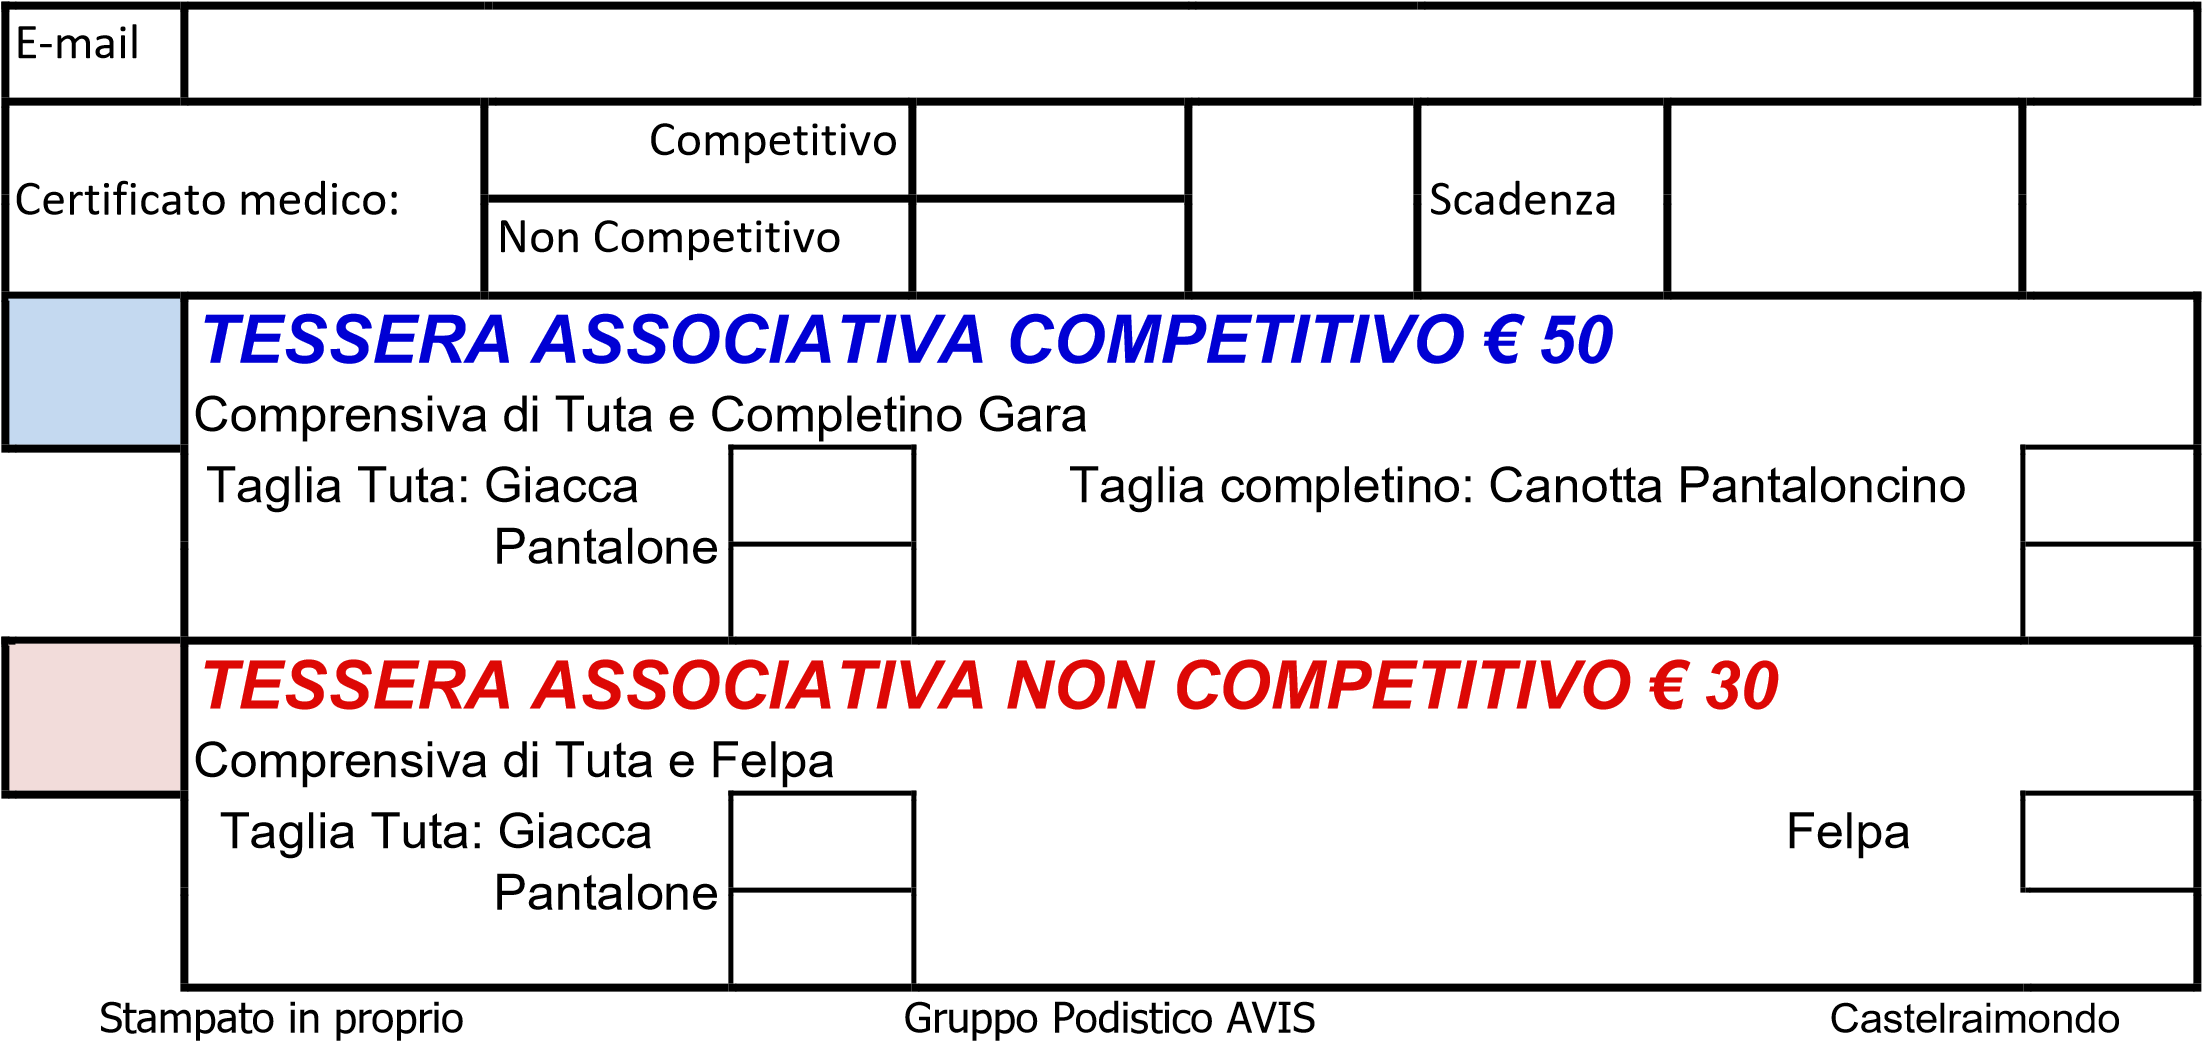 E-mail
Competitivo
Certificato medico:
Scadenza
Non Competitivo
TESSERA ASSOCIATIVA COMPETITIVO € 50
Comprensiva di Tuta e Completino Gara
Taglia Tuta: Giacca
Taglia completino: Canotta Pantaloncino
Pantalone
TESSERA ASSOCIATIVA NON COMPETITIVO € 30
Comprensiva di Tuta e Felpa
Taglia Tuta: Giacca
Felpa
Pantalone
Stampato in proprio
Gruppo Podistico AVIS
Castelraimondo